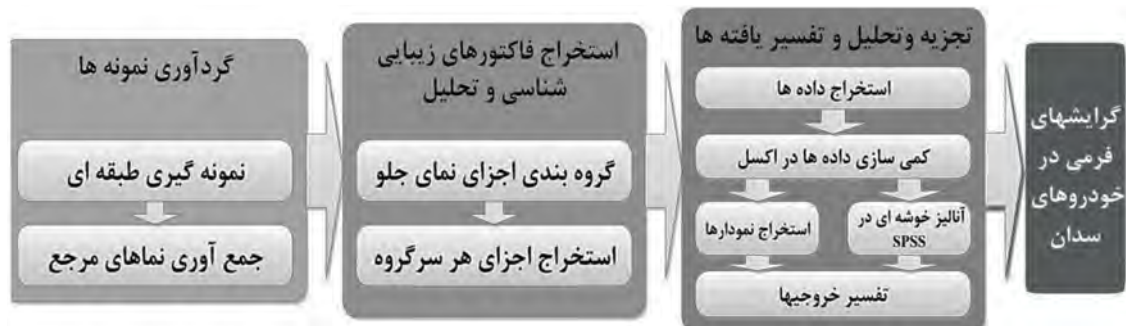 گردآوری نمونه ها
نمونه گیری طبقه ای
جمع آوری نماهای مرجع
استخراج فاکتورهای زیبایی
شناسی و تحلیل
گروه بندی اجزای نمای جلو
استخراج اجزای هر سرگروه
تجزیه وتحلیل و تفسیر یافته ها
استخراج داده ها
کمی سازی داده ها در اکسل
استخراج نمودارها
آنالیز خوشه ای در
SPSS
تفسیر خروجیها
گرایشهای
فرمی در
خودروهای
سدان